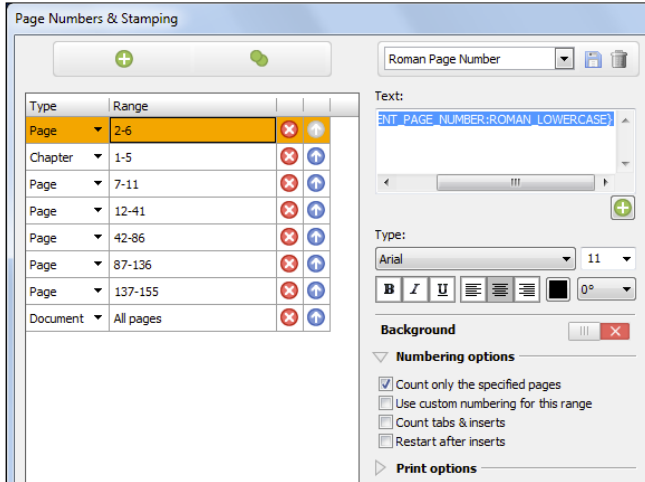 Page Numbers & Stamping
Roman Page Number
Text:
ENT_PAGE_NUMBER:ROMAN_LOWERCASE}
Type Range
Page 2-6
Chapter 1-5
Page 7-11
Page 12-41
Page 42-86
Page 87-136
Page 137-155
Document All pages
Type:
Arial 11
B I U 0°
Background
Numbering options
Count only the specified pages
Use custom numbering for this range
Count tabs & inserts
Restart after inserts
Print options